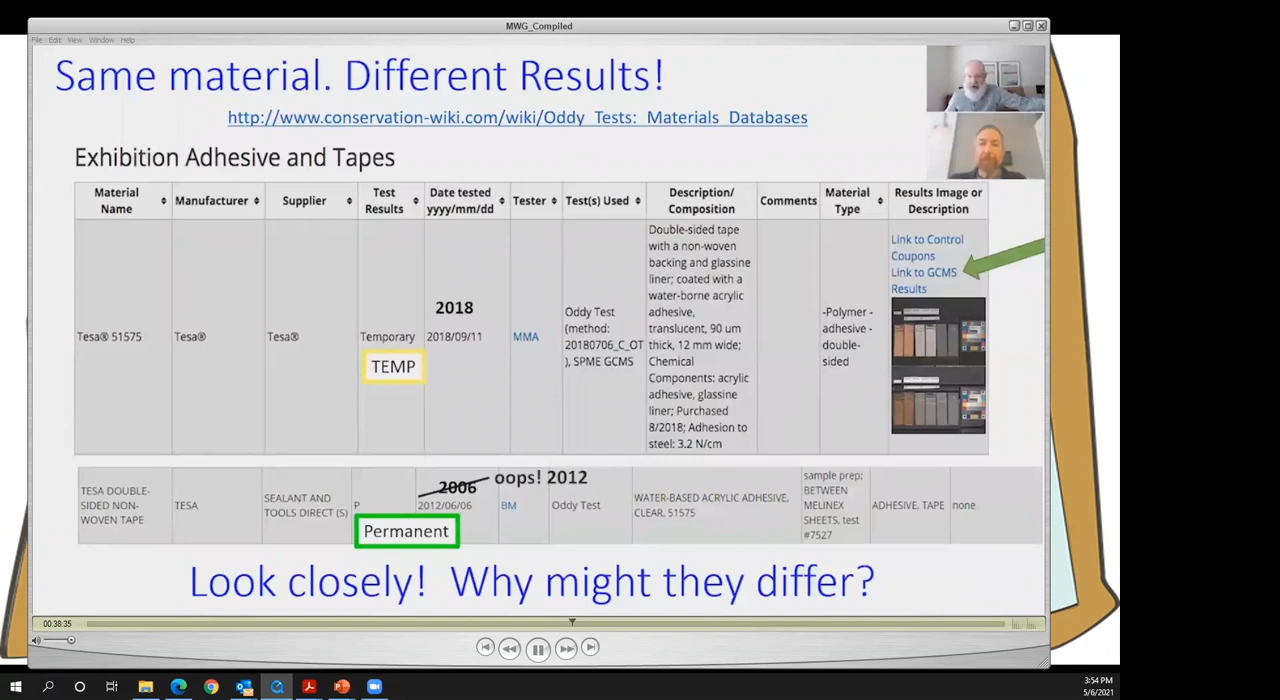 MWG_Compiled
File Edit View Window Help
Same material. Different Results!
http://www.conservation-wiki.com/wiki/Oddy_Tests:_Materials_Databases
Exhibition Adhesive and Tapes
Material Name
Manufacturer
Supplier
Test Results
Date tested yyyy/mm/dd
Tester
Test(s) Used
Description/ Composition
Comments
Material Type
Results Image or Description
Tesa® 51575
Tesa®
Tesa®
Temporary
TEMP
2018
2018/09/11
MMA
Oddy Test
(method:
20180706_C_OT
), SPME GCMS
Double-sided tape
with a non-woven
backing and glassine
liner; coated with a
water-borne acrylic
adhesive,
translucent, 90 um
thick, 12 mm wide;
Chemical
Components: acrylic
adhesive, glassine
liner; Purchased
8/2018; Adhesion to
steel: 3.2 N/cm
-Polymer -
adhesive -
double-
sided
Link to Control
Coupons
Link to GCMS
Results
TESA DOUBLE-
SIDED NON-
WOVEN TAPE
TESA
SEALANT AND
TOOLS DIRECT (S)
P
Permanent
2006 oops! 2012
2012/06/06
BM
Oddy Test
WATER-BASED ACRYLIC ADHESIVE,
CLEAR, 51575
sample prep:
BETWEEN
MELINEX
SHEETS, test
#7527
ADHESIVE, TAPE
none
Look closely! Why might they differ?
00:38:35
3:54 PM
5/6/2021